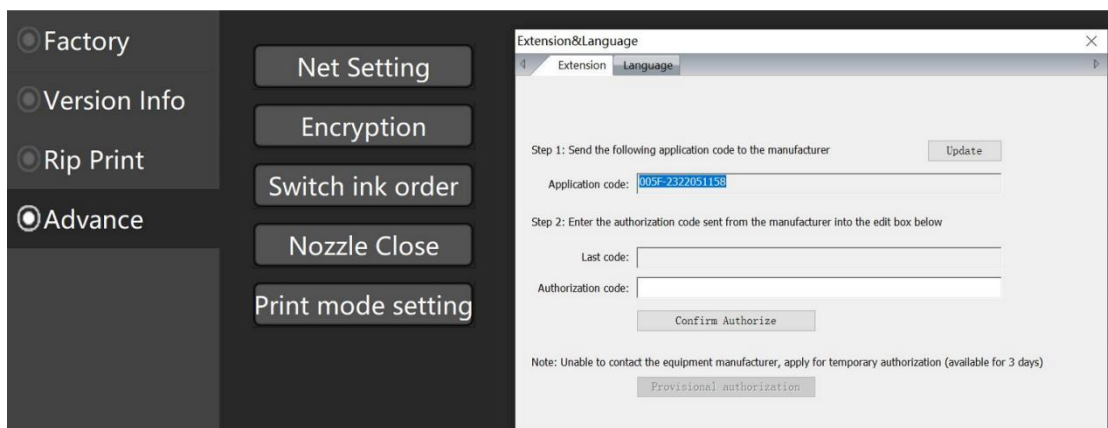 Factory
Version Info
Rip Print
Advance
Net Setting
Encryption
Switch ink order
Nozzle Close
Print mode setting
Extension&Language
Extension
Language
Step 1: Send the following application code to the manufacturer
Update
Application code:
005F-2322051158
Step 2: Enter the authorization code sent from the manufacturer into the edit box below
Last code:
Authorization code:
Confirm Authorize
Note: Unable to contact the equipment manufacturer, apply for temporary authorization (available for 3 days)
Provisional authorization